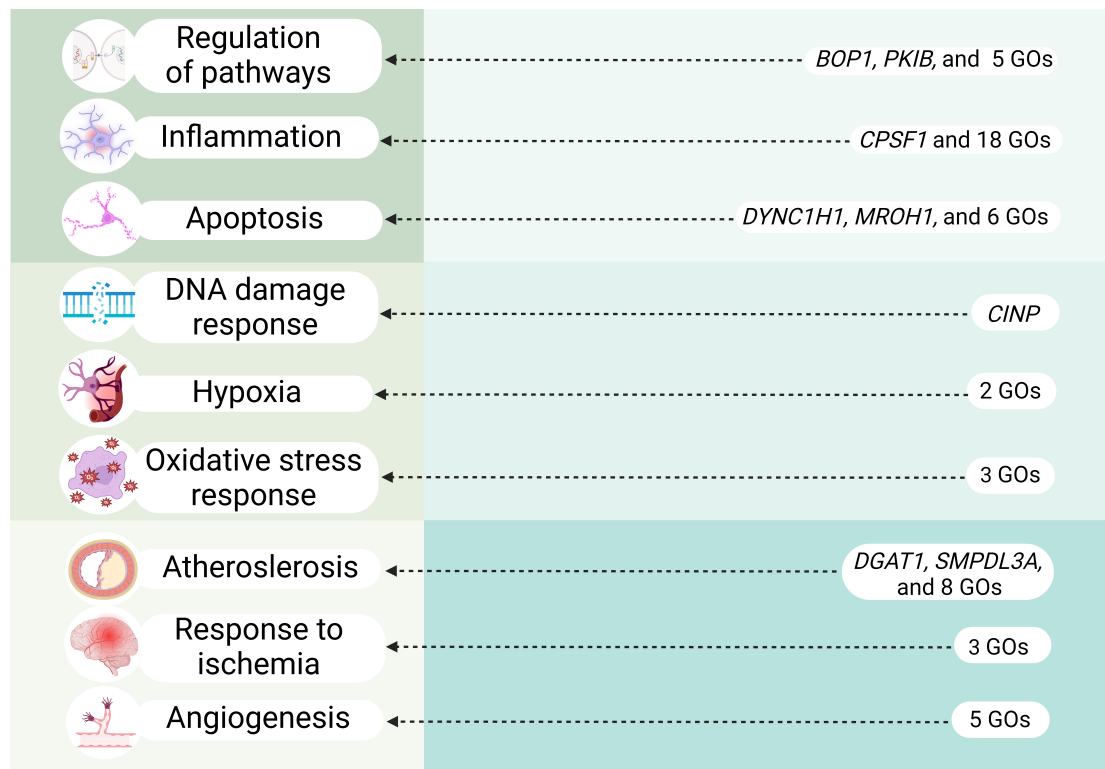 Regulation
of pathways
BOP1, PKIB, and 5 GOs
Inflammation
CPSF1 and 18 GOs
Apoptosis
DYNC1H1, MROH1, and 6 GOs
DNA damage
response
CINP
Hypoxia
2 GOs
Oxidative stress
response
3 GOs
Atheroslerosis
DGAT1, SMPDL3A,
and 8 GOs
Response to
ischemia
3 GOs
Angiogenesis
5 GOs